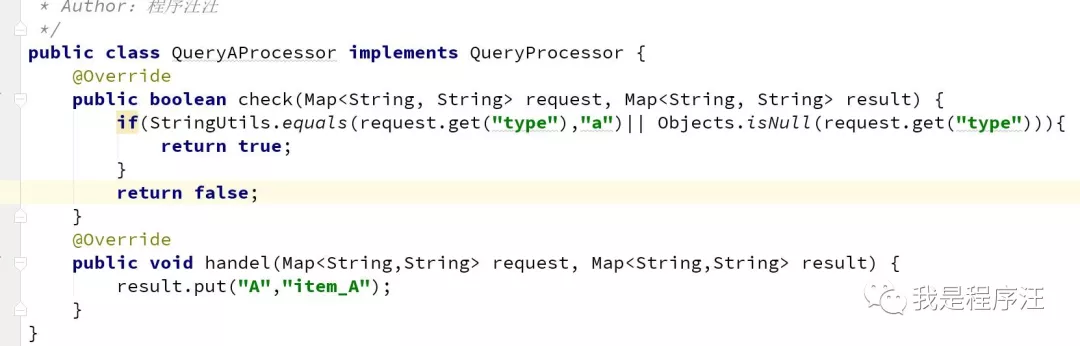 * Author: 程序汪汪
*/
public class QueryAProcessor implements QueryProcessor {
@Override
public boolean check(Map<String, String> request, Map<String, String> result) {
if(StringUtils.equals(request.get("type"),"a")|| Objects.isNull(request.get("type"))){
return true;
}
return false;
}
@Override
public void handel(Map<String,String> request, Map<String,String> result) {
result.put("A","item_A");
}
}
我是程序汪